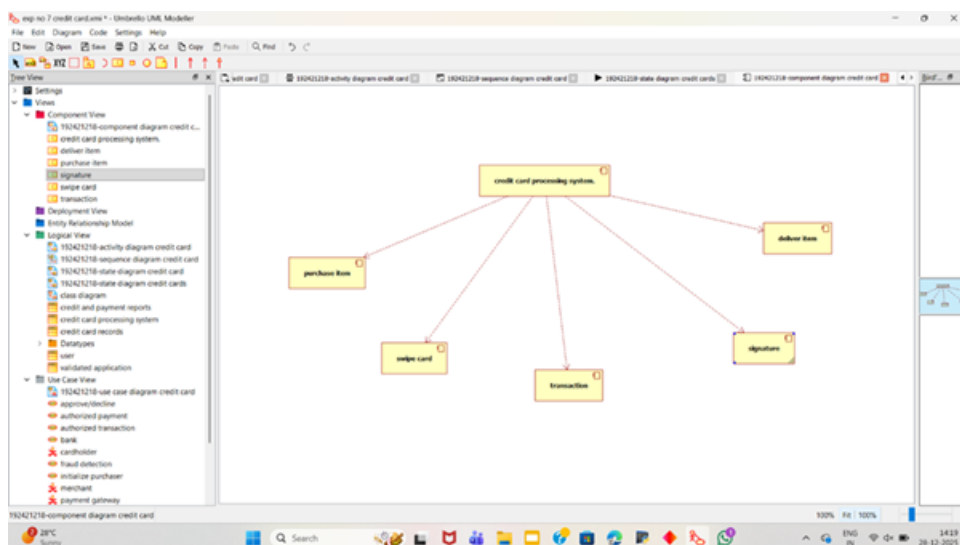 exp no 7 credit card.xmi * - Umbrello UML Modeller
File Edit Diagram Code Settings Help
New Open Save Cut Copy Paste Find
XYZ
Tree View
edit card 192421218-activity diagram credit card 192421218-sequence diagram credit card 192421218-state diagram credit cards 192421218-component diagram credit card Bird'...
Settings
Views
Component View
192421218-component diagram credit c...
credit card processing system.
deliver item
purchase item
signature
swipe card
transaction
Deployment View
Entity Relationship Model
Logical View
192421218-activity diagram credit card
192421218-sequence diagram credit card
192421218-state diagram credit card
192421218-state diagram credit cards
class diagram
credit and payment reports
credit card processing system
credit card records
Datatypes
user
validated application
Use Case View
192421218-use case diagram credit card
approve/decline
authorized payment
authorized transaction
bank
cardholder
fraud detection
initialize purchaser
merchant
payment gateway
credit card processing system.
deliver item
purchase item
signature
swipe card
transaction
192421218-component diagram credit card
100% Fit 100%
28°C
Sunny
Search
ENG
IN
14:19
26-12-2025